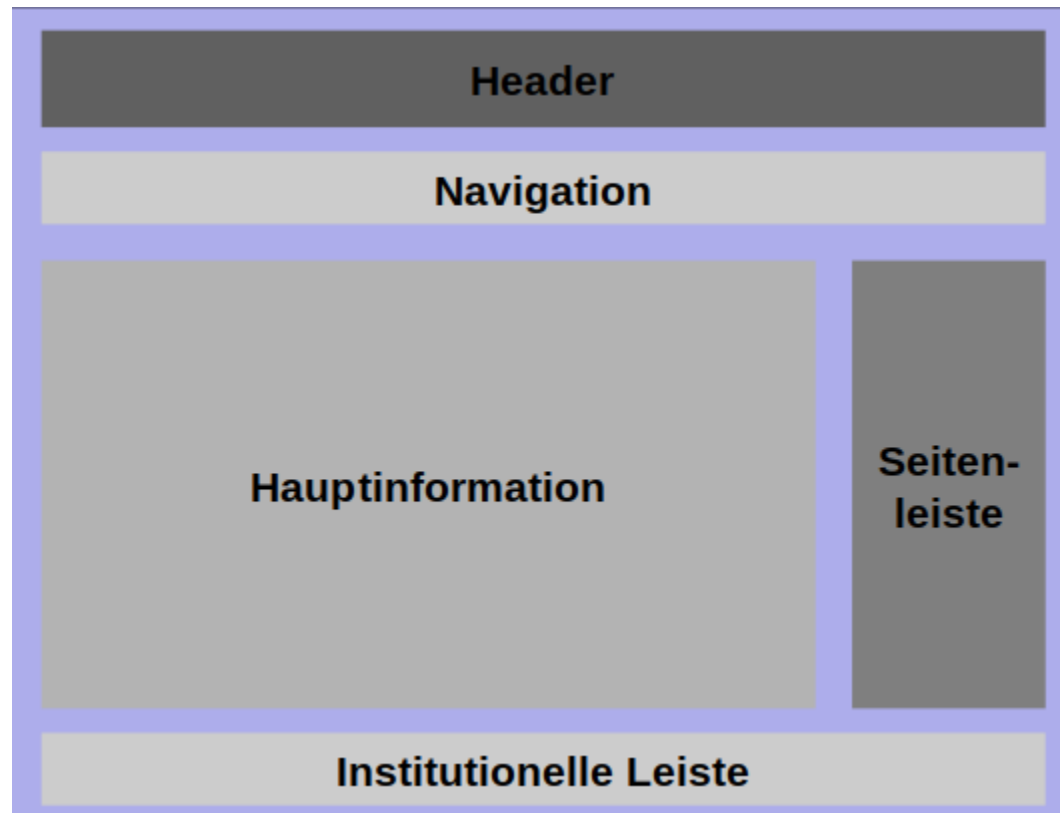 Header
Navigation
Hauptinformation
Seiten-
leiste
Institutionelle Leiste